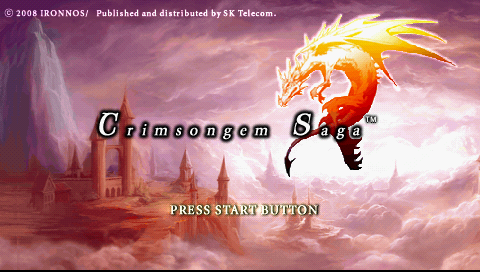 © 2008 IRONNOS/ Published and distributed by SK Telecom.
Crimsongem Saga™
PRESS START BUTTON